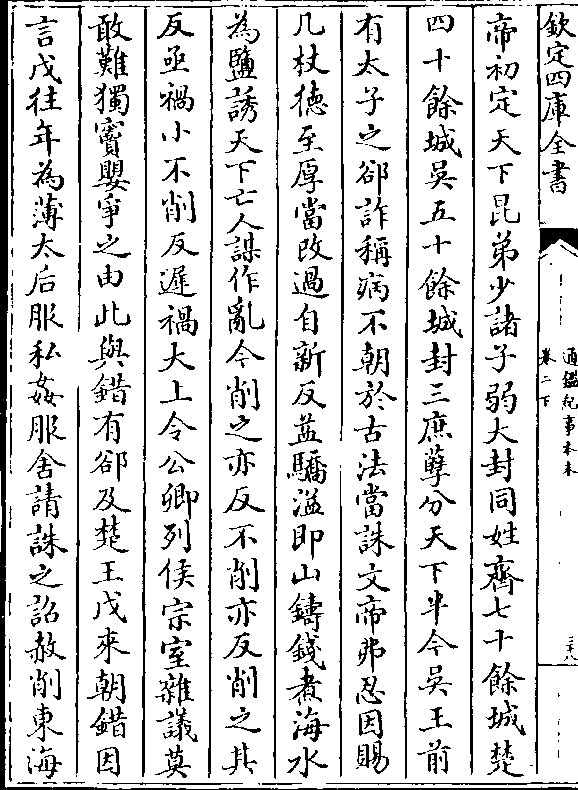 欽定四庫全書
通鑑紀事本末
卷二下
三十八
帝初定天下昆弟少諸子弱大封同姓齊七十餘城楚
四十餘城吳五十餘城封三庶孽分天下半今吳王前
有太子之郤詐稱病不朝於古法當誅文帝弗忍因賜
几杖德至厚當改過自新反益驕溢即山鑄錢煮海水
為鹽誘天下亡人謀作亂今削之亦反不削亦反削之其
反亟禍小不削反遲禍大上令公卿列侯宗室雜議莫
敢難獨竇嬰爭之由此與錯有郤及楚王戊來朝錯因
言戊往年為薄太后服私姦服舍請誅之詔赦削東海